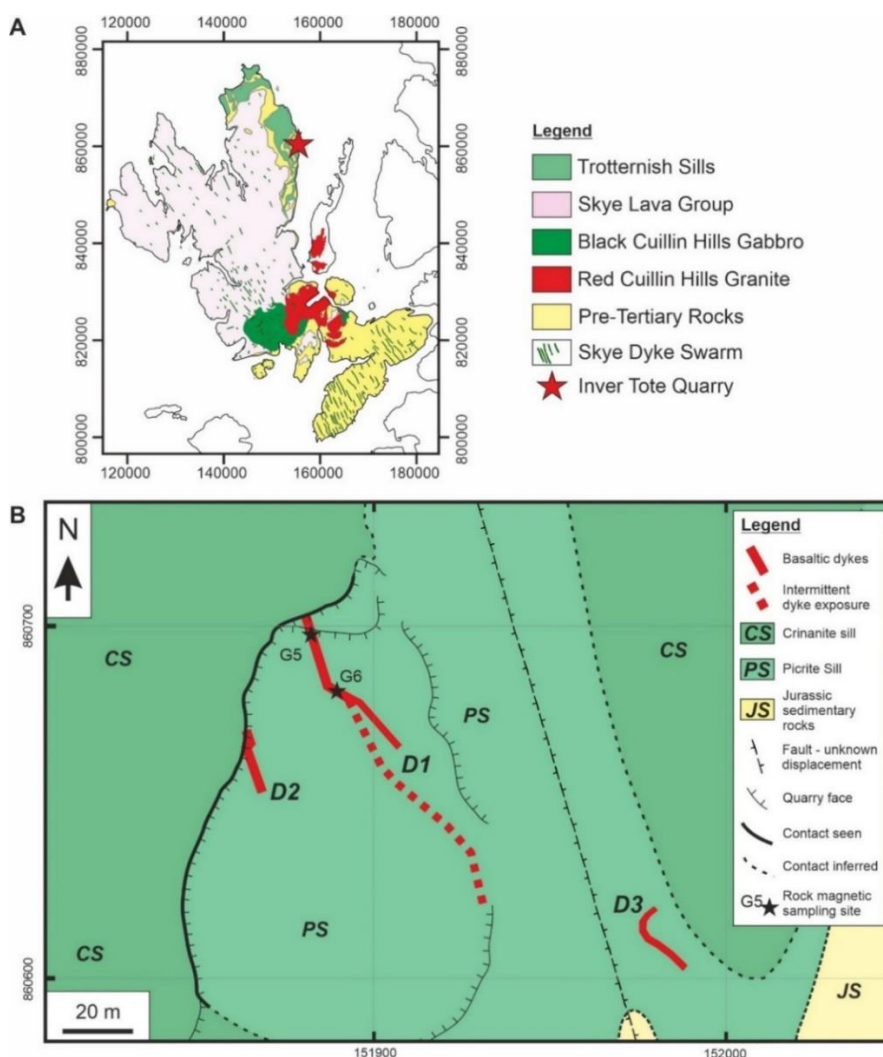 A
120000 140000 160000 180000
880000
860000
840000
820000
800000
880000
860000
840000
820000
800000
120000 140000 160000 180000
Legend
Trotternish Sills
Skye Lava Group
Black Cuillin Hills Gabbro
Red Cuillin Hills Granite
Pre-Tertiary Rocks
Skye Dyke Swarm
Inver Tote Quarry
B
N
860700
860600
CS
G5
G6
PS
CS
D1
D2
D3
PS
CS
JS
20 m
151900 152000
Legend
Basaltic dykes
Intermittent
dyke exposure
CS Crinanite sill
PS Picrite Sill
JS Jurassic
sedimentary
rocks
Fault - unknown
displacement
Quarry face
Contact seen
Contact inferred
G5 Rock magnetic
sampling site